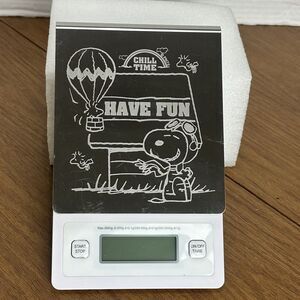 CHILL
TIME
HAVE FUN
START
STOP
ON/OFF
TARE